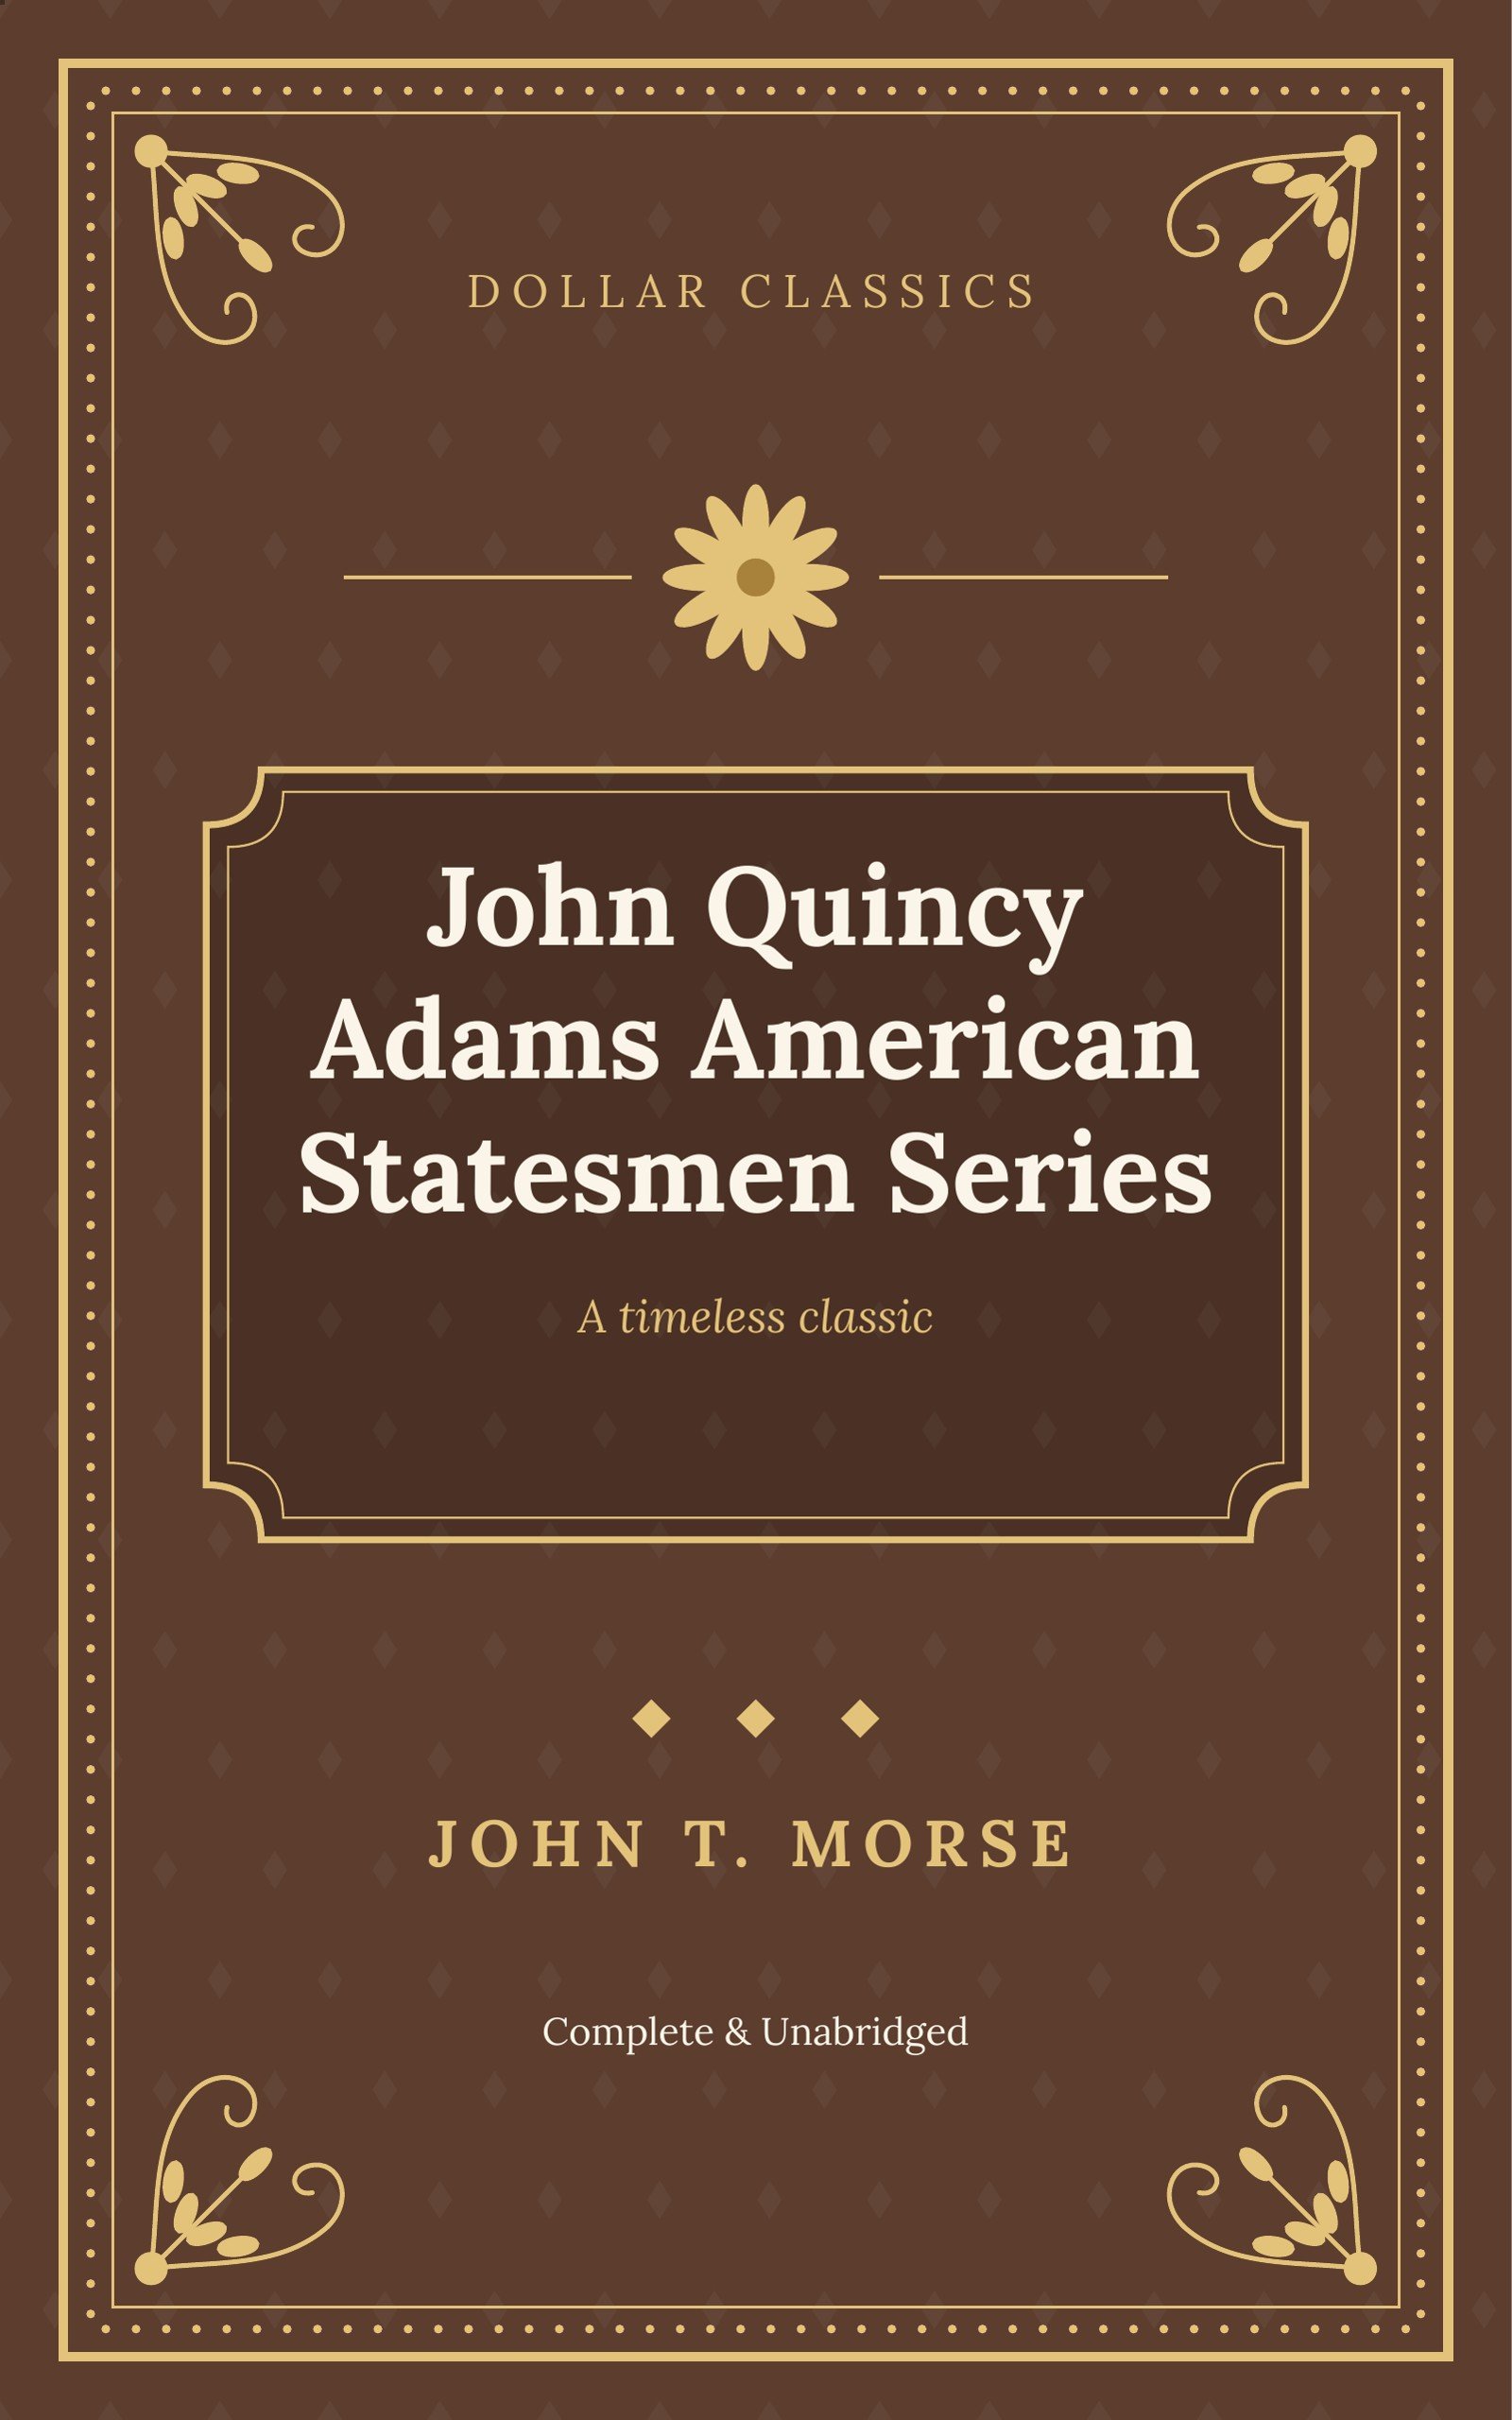 DOLLAR CLASSICS
John Quincy
Adams American
Statesmen Series
A timeless classic
JOHN T. MORSE
Complete & Unabridged